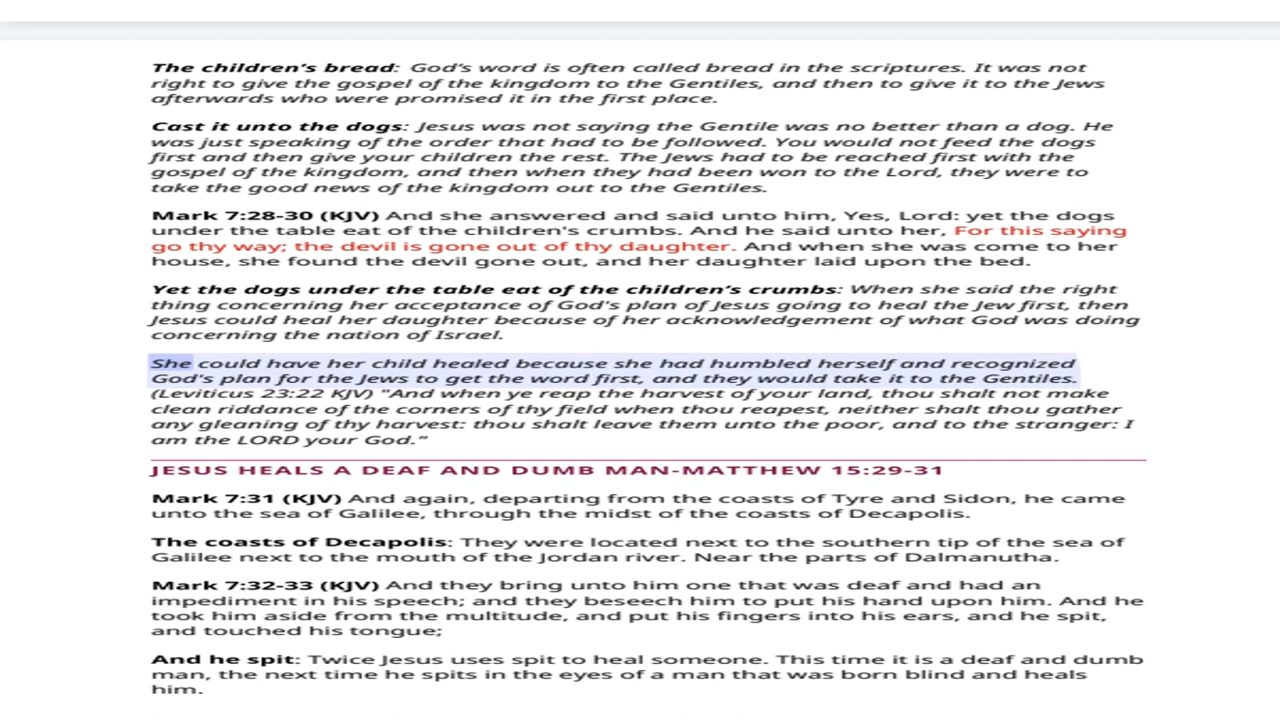 The children's bread: God's word is often called bread in the scriptures. It was not
right to give the gospel of the kingdom to the Gentiles, and then to give it to the Jews
afterwards who were promised it in the first place.
Cast it unto the dogs: Jesus was not saying the Gentile was no better than a dog. He
was just speaking of the order that had to be followed. You would not feed the dogs
first and then give your children the rest. The Jews had to be reached first with the
gospel of the kingdom, and then when they had been won to the Lord, they were to
take the good news of the kingdom out to the Gentiles.
Mark 7:28-30 (KJV) And she answered and said unto him, Yes, Lord: yet the dogs
under the table eat of the children's crumbs. And he said unto her, For this saying
go thy way; the devil is gone out of thy daughter. And when she was come to her
house, she found the devil gone out, and her daughter laid upon the bed.
Yet the dogs under the table eat of the children's crumbs: When she said the right
thing concerning her acceptance of God's plan of Jesus going to heal the Jew first, then
Jesus could heal her daughter because of her acknowledgement of what God was doing
concerning the nation of Israel.
She could have her child healed because she had humbled herself and recognized
God's plan for the Jews to get the word first, and they would take it to the Gentiles.
(Leviticus 23:22 KJV) "And when ye reap the harvest of your land, thou shalt not make
clean riddance of the corners of thy field when thou reapest, neither shalt thou gather
any gleaning of thy harvest: thou shalt leave them unto the poor, and to the stranger: I
am the LORD your God."
JESUS HEALS A DEAF AND DUMB MAN-MATTHEW 15:29-31
Mark 7:31 (KJV) And again, departing from the coasts of Tyre and Sidon, he came
unto the sea of Galilee, through the midst of the coasts of Decapolis.
The coasts of Decapolis: They were located next to the southern tip of the sea of
Galilee next to the mouth of the Jordan river. Near the parts of Dalmanutha.
Mark 7:32-33 (KJV) And they bring unto him one that was deaf and had an
impediment in his speech; and they beseech him to put his hand upon him. And he
took him aside from the multitude, and put his fingers into his ears, and he spit,
and touched his tongue;
And he spit: Twice Jesus uses spit to heal someone. This time it is a deaf and dumb
man, the next time he spits in the eyes of a man that was born blind and heals
him.